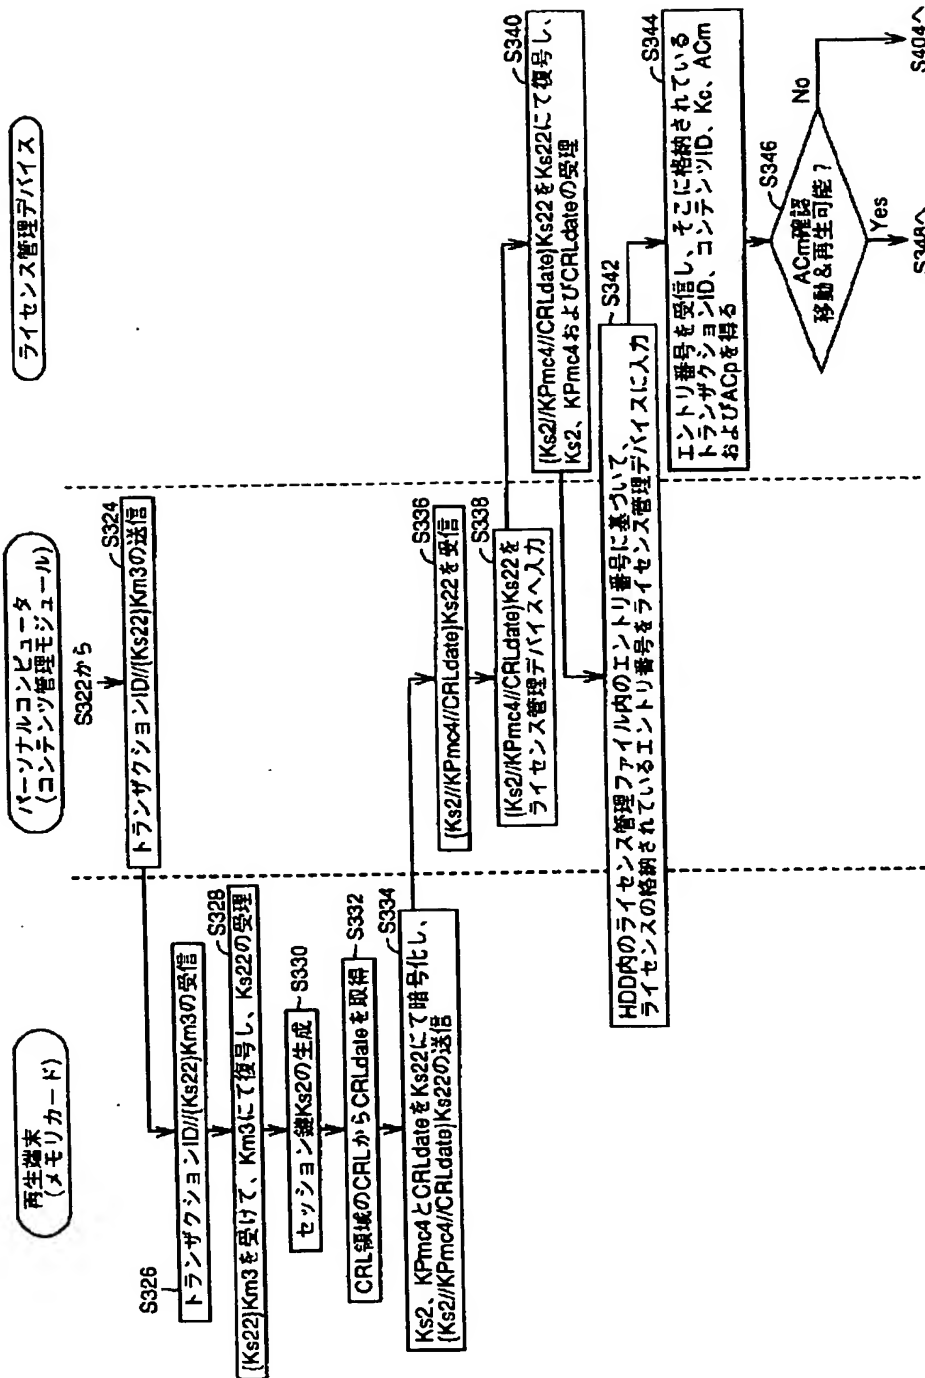 再生端末
(メモリカード)
パーソナルコンピュータ
(コンテンツ管理モジュール)
ライセンス管理デバイス
S322から
S324
トランザクションID//{Ks22}Km3の送信
S326
トランザクションID//{Ks22}Km3の受信
S328
{Ks22}Km3を受けて、Km3にて復号し、Ks22の受理
S330
セッション鍵Ks2の生成
S332
CRL領域のCRLからCRLdateを取得
S334
Ks2、KPmc4とCRLdateをKs22にて暗号化し、
{Ks2//KPmc4//CRLdate}Ks22の送信
S336
{Ks2//KPmc4//CRLdate}Ks22を受信
S338
{Ks2//KPmc4//CRLdate}Ks22を
ライセンス管理デバイスへ入力
S340
{Ks2//KPmc4//CRLdate}Ks22をKs22にて復号し、
Ks2、KPmc4およびCRLdateの受理
S342
HDD内のライセンス管理ファイル内のエントリ番号に基づいて、
ライセンスの格納されているエントリ番号をライセンス管理デバイスに入力
S344
エントリ番号を受信し、そこに格納されている
トランザクションID、コンテンツID、Kc、ACm
およびACpを得る
S346
ACm確認
移動&再生可能?
No
Yes
S348へ
S404へ